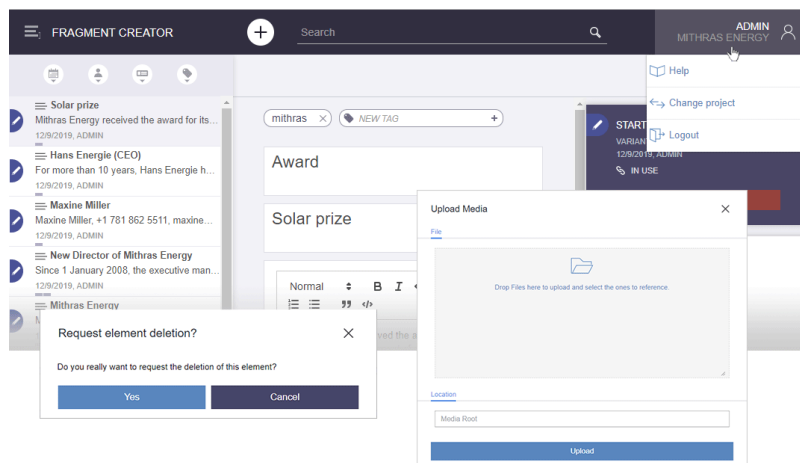 FRAGMENT CREATOR
Search
ADMIN
MITHRAS ENERGY
Help
Change project
Logout
Solar prize
Mithras Energy received the award for its…
12/9/2019, ADMIN
Hans Energie (CEO)
For more than 10 years, Hans Energie h…
12/9/2019, ADMIN
Maxine Miller
Maxine Miller, +1 781 862 5511, maxine…
12/9/2019, ADMIN
New Director of Mithras Energy
Since 1 January 2008, the executive man…
12/9/2019, ADMIN
Mithras Energy
mithras
NEW TAG
Award
Solar prize
Normal
B I
ved the a
START
VARIAN
12/9/2019, ADMIN
IN USE
Request element deletion?
Do you really want to request the deletion of this element?
Yes
Cancel
Upload Media
File
Drop Files here to upload and select the ones to reference.
Location
Media Root
Upload